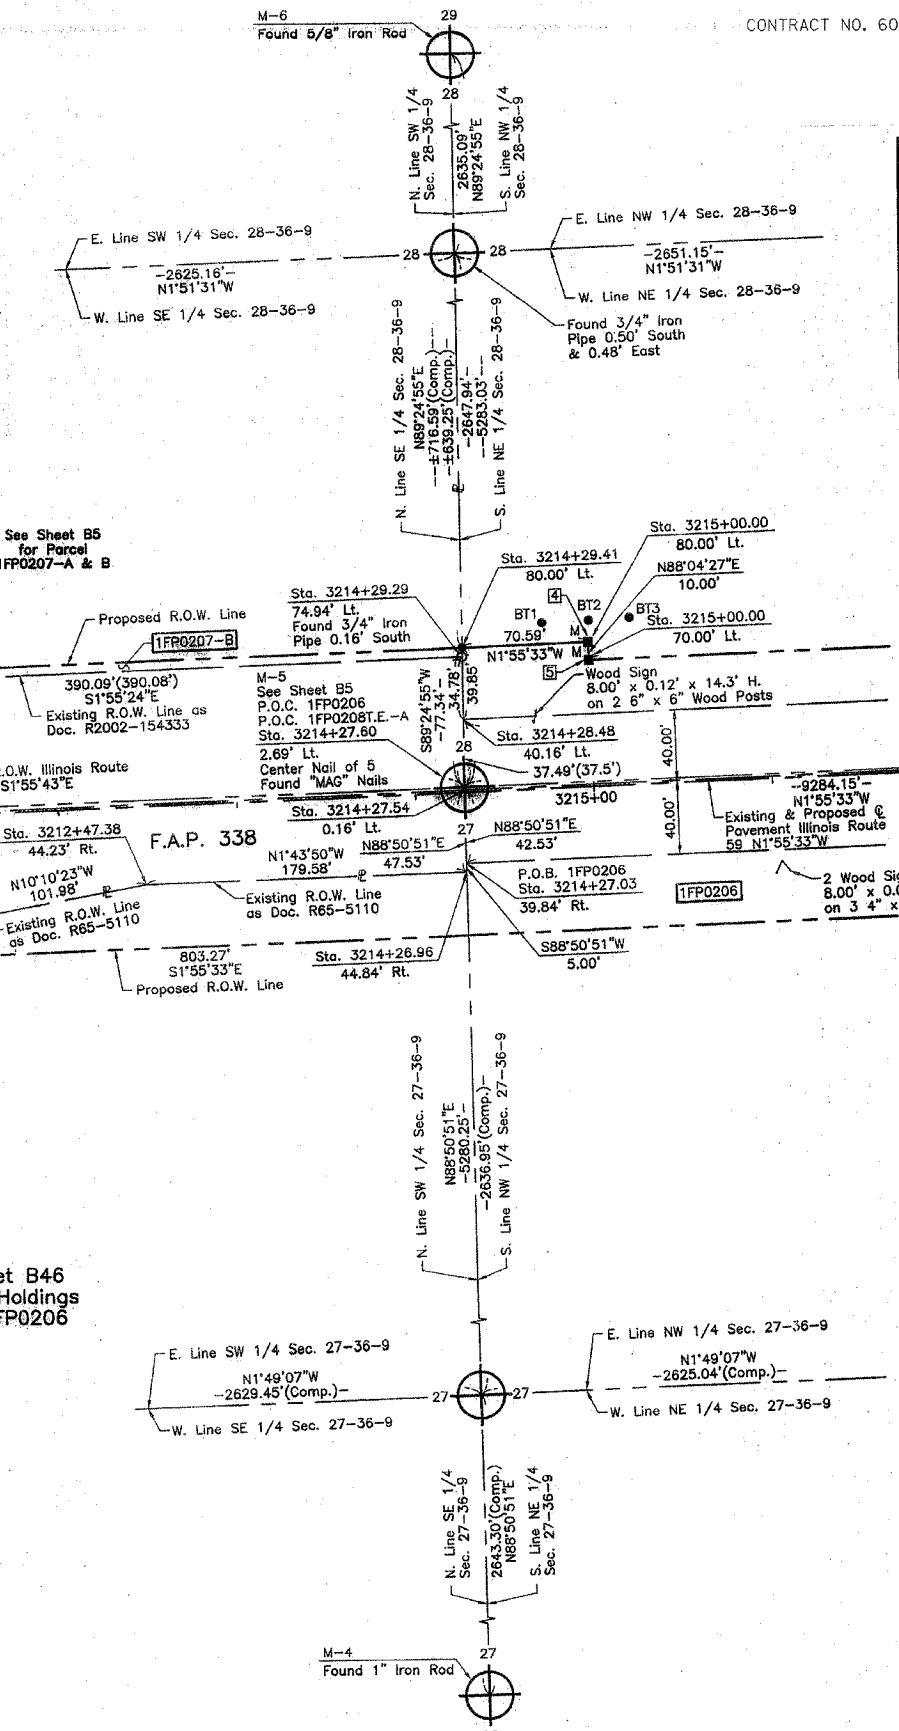 CONTRACT NO. 60
M-6
Found 5/8" Iron Rod
29
28
N. Line SW 1/4
Sec. 28-36-9
2635.09'
N89°24'55"E
S. Line NW 1/4
Sec. 28-36-9
E. Line SW 1/4 Sec. 28-36-9
-2625.16'-
N1°51'31"W
W. Line SE 1/4 Sec. 28-36-9
28
28
E. Line NW 1/4 Sec. 28-36-9
-2651.15'-
N1°51'31"W
W. Line NE 1/4 Sec. 28-36-9
Found 3/4" Iron
Pipe 0.50' South
& 0.48' East
N. Line SE 1/4 Sec. 28-36-9
N89°24'55"E
--±716.59'(Comp.)--
--±639.25'(Comp.)-
-2647.94'-
--5283.03'--
S. Line NE 1/4 Sec. 28-36-9
See Sheet B5
for Parcel
1FP0207-A & B
Proposed R.O.W. Line
1FP0207-B
390.09'(390.08')
S1°55'24"E
Existing R.O.W. Line as
Doc. R2002-154333
Sta. 3214+29.29
74.94' Lt.
Found 3/4" Iron
Pipe 0.16' South
Sta. 3214+29.41
80.00' Lt.
Sta. 3215+00.00
80.00' Lt.
N88°04'27"E
10.00'
4
BT1
BT2
BT3
Sta. 3215+00.00
70.00' Lt.
70.59'
N1°55'33"W
M
M
5
Wood Sign
8.00' x 0.12' x 14.3' H.
on 2 6" x 6" Wood Posts
M-5
See Sheet B5
P.O.C. 1FP0206
P.O.C. 1FP0208T.E.-A
Sta. 3214+27.60
2.69' Lt.
Center Nail of 5
Found "MAG" Nails
S89°24'55"W
-77.34'-
34.78'
39.85'
28
Sta. 3214+28.48
40.16' Lt.
37.49'(37.5')
40.00'
40.00'
3215+00
R.O.W. Illinois Route
S1°55'43"E
--9284.15'--
N1°55'33"W
Existing & Proposed ℄
Pavement Illinois Route
59 N1°55'33"W
Sta. 3212+47.38
44.23' Rt.
F.A.P. 338
Sta. 3214+27.54
0.16' Lt.
27
N1°43'50"W
179.58'
N88°50'51"E
47.53'
N88°50'51"E
42.53'
N10°10'23"W
101.98'
Existing R.O.W. Line
as Doc. R65-5110
Existing R.O.W. Line
as Doc. R65-5110
P.O.B. 1FP0206
Sta. 3214+27.03
39.84' Rt.
1FP0206
2 Wood Sig
8.00' x 0.0
on 3 4" x
803.27'
S1°55'33"E
Proposed R.O.W. Line
Sta. 3214+26.96
44.84' Rt.
S88°50'51"W
5.00'
N. Line SW 1/4 Sec. 27-36-9
N88°50'51"E
-5280.25'-
-2636.95'(Comp.)-
S. Line NW 1/4 Sec. 27-36-9
et B46
Holdings
FP0206
E. Line SW 1/4 Sec. 27-36-9
N1°49'07"W
-2629.45'(Comp.)-
W. Line SE 1/4 Sec. 27-36-9
27
27
E. Line NW 1/4 Sec. 27-36-9
N1°49'07"W
-2625.04'(Comp.)-
W. Line NE 1/4 Sec. 27-36-9
N. Line SE 1/4
Sec. 27-36-9
2643.30'(Comp.)
N88°50'51"E
S. Line NE 1/4
Sec. 27-36-9
M-4
Found 1" Iron Rod
27